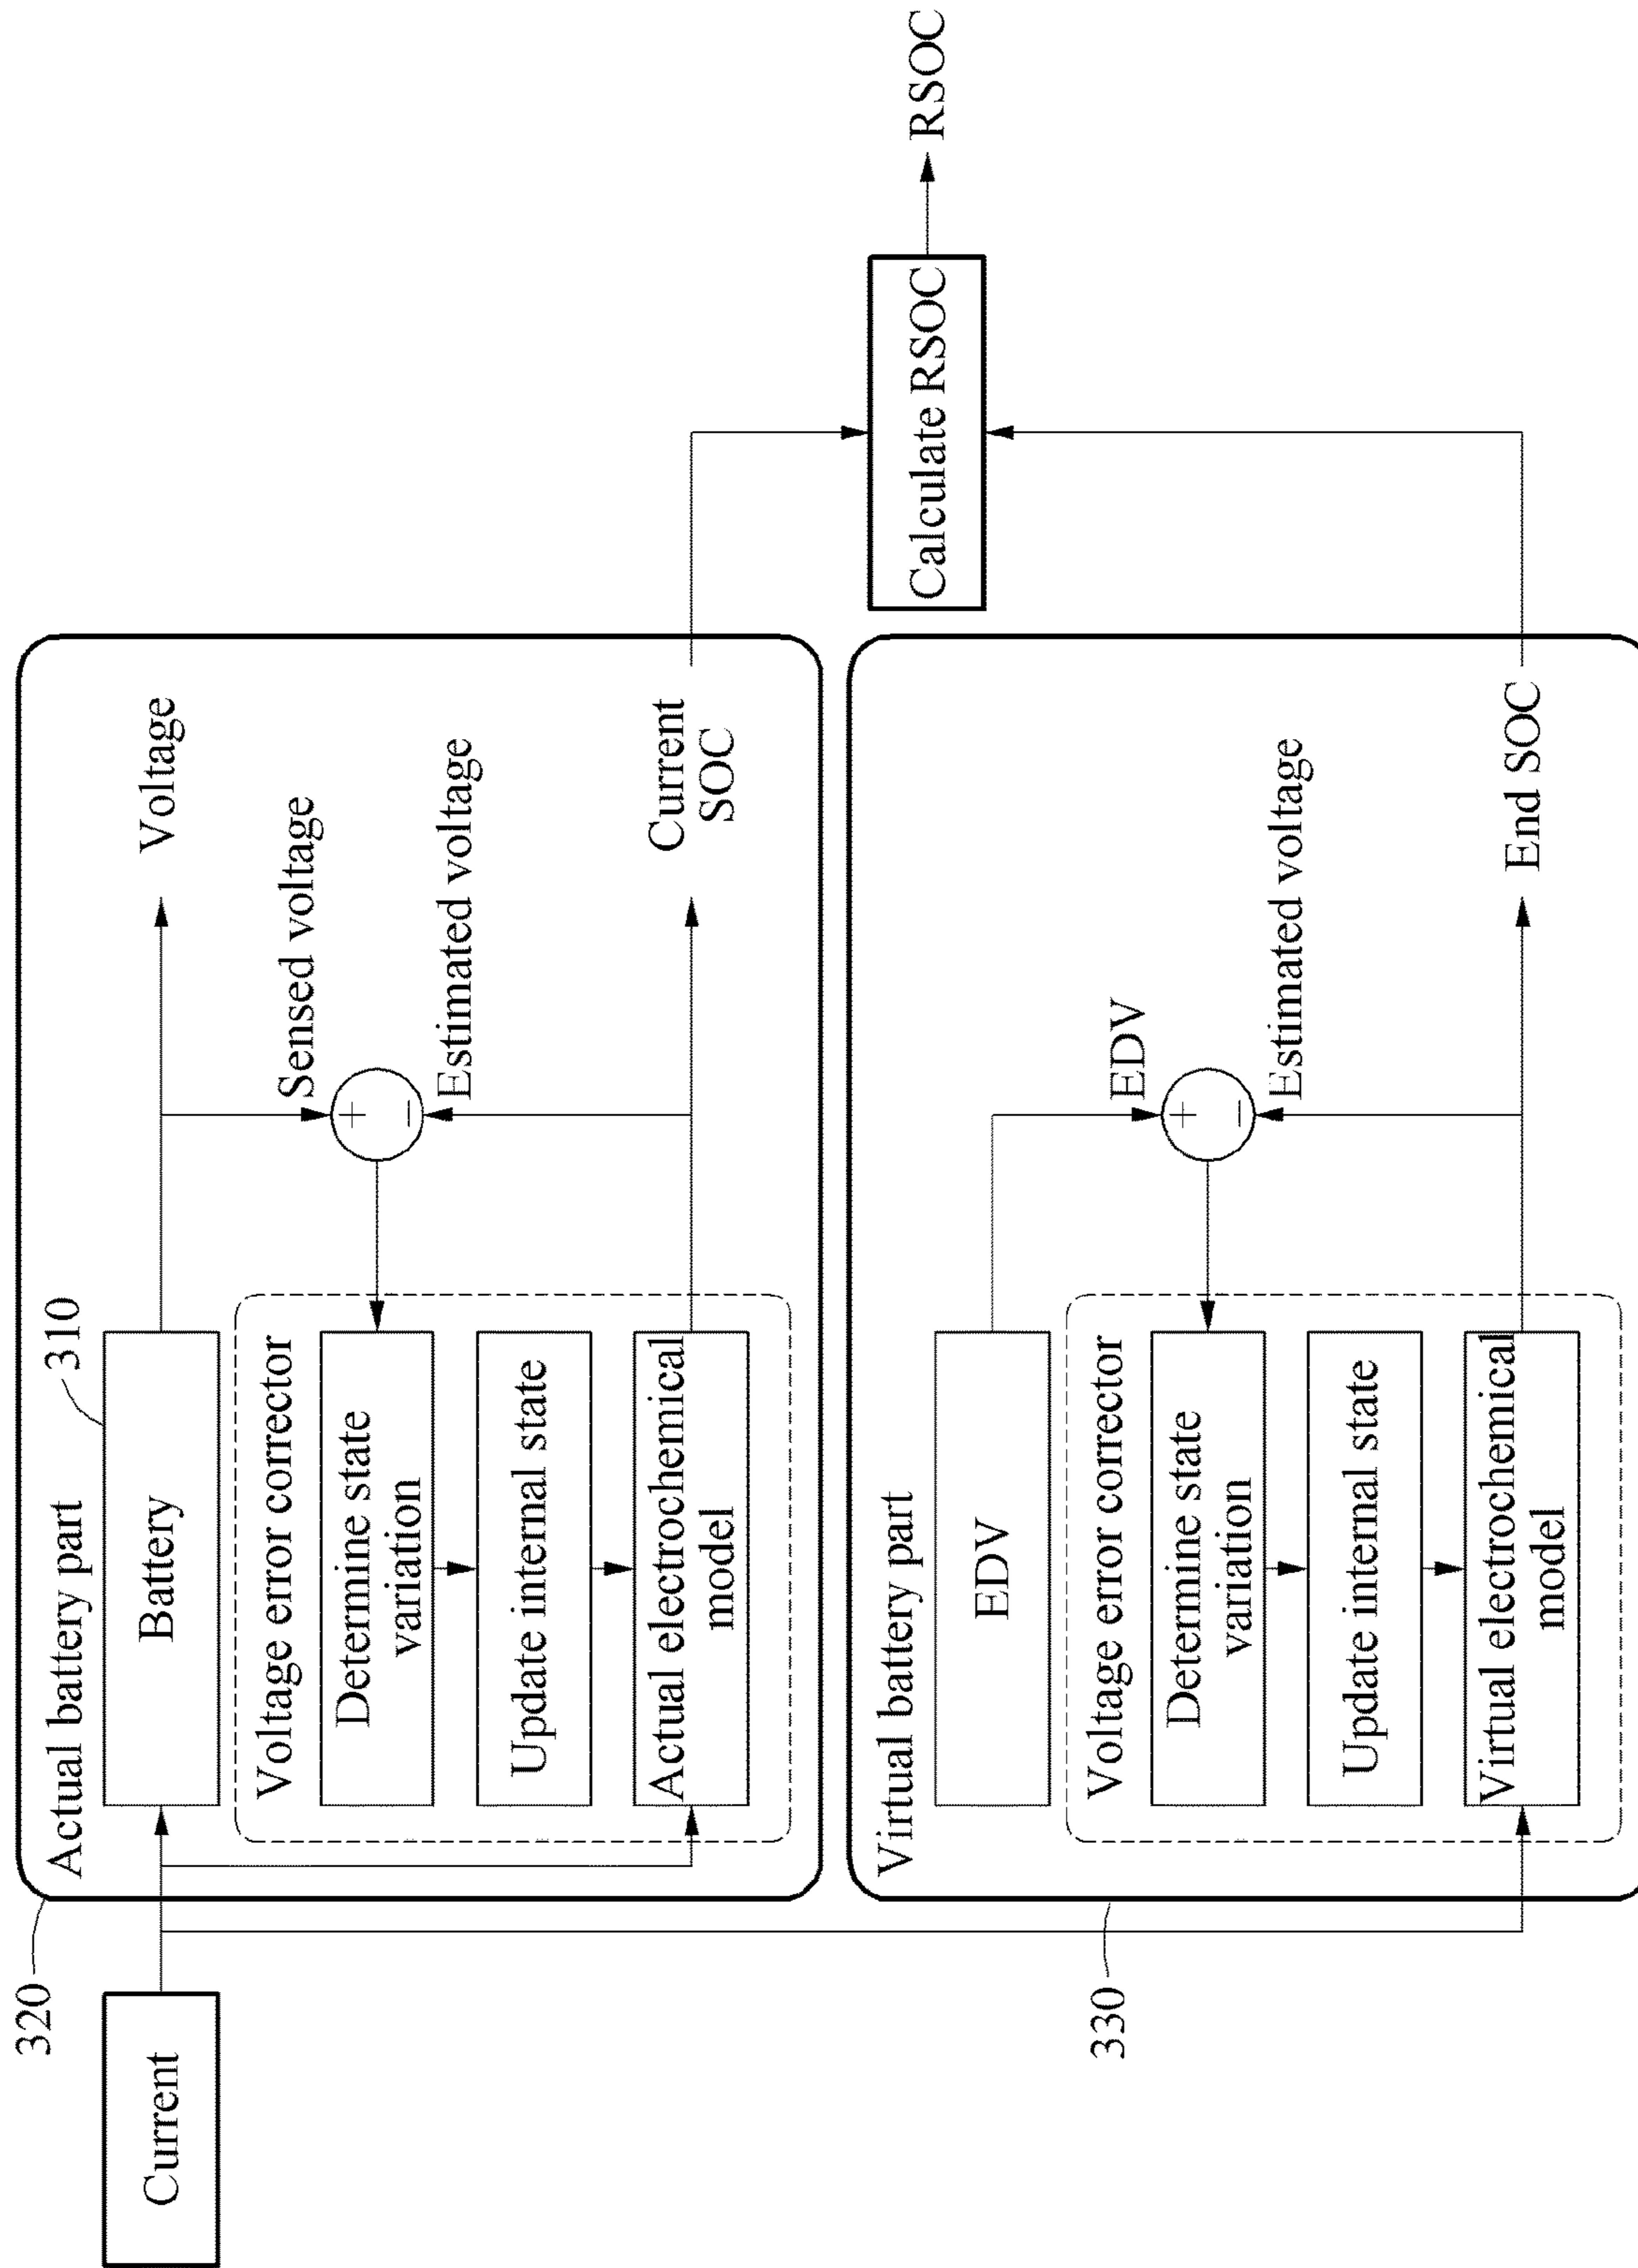 Current
320
Actual battery part
310
Battery
Voltage
Sensed voltage
+
−
Estimated voltage
Voltage error corrector
Determine state
variation
Update internal state
Actual electrochemical
model
Current
SOC
330
Virtual battery part
EDV
EDV
+
−
Estimated voltage
Voltage error corrector
Determine state
variation
Update internal state
Virtual electrochemical
model
End SOC
Calculate RSOC
RSOC